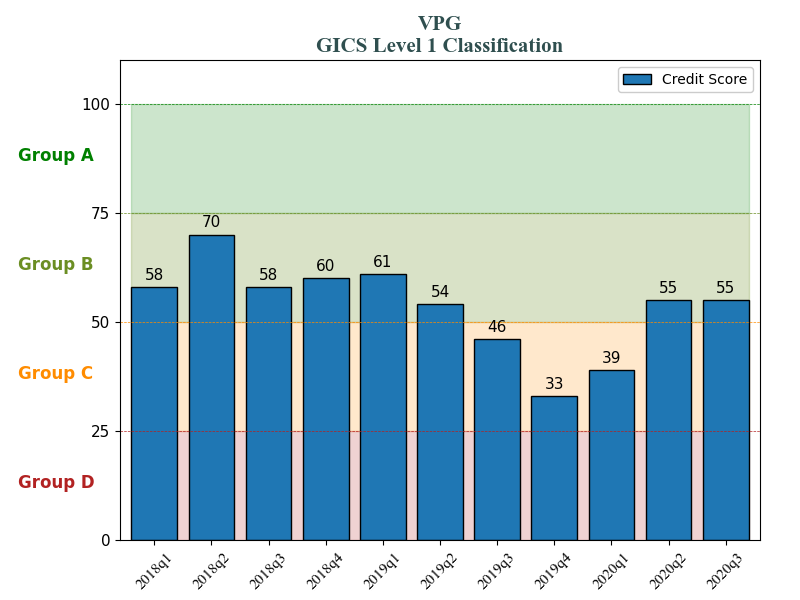 VPG
GICS Level 1 Classification
Credit Score
100
Group A
75
70
Group B
58
58
60
61
54
55
55
50
46
39
33
Group C
25
Group D
0
2018q1 2018q2 2018q3 2018q4 2019q1 2019q2 2019q3 2019q4 2020q1 2020q2 2020q3